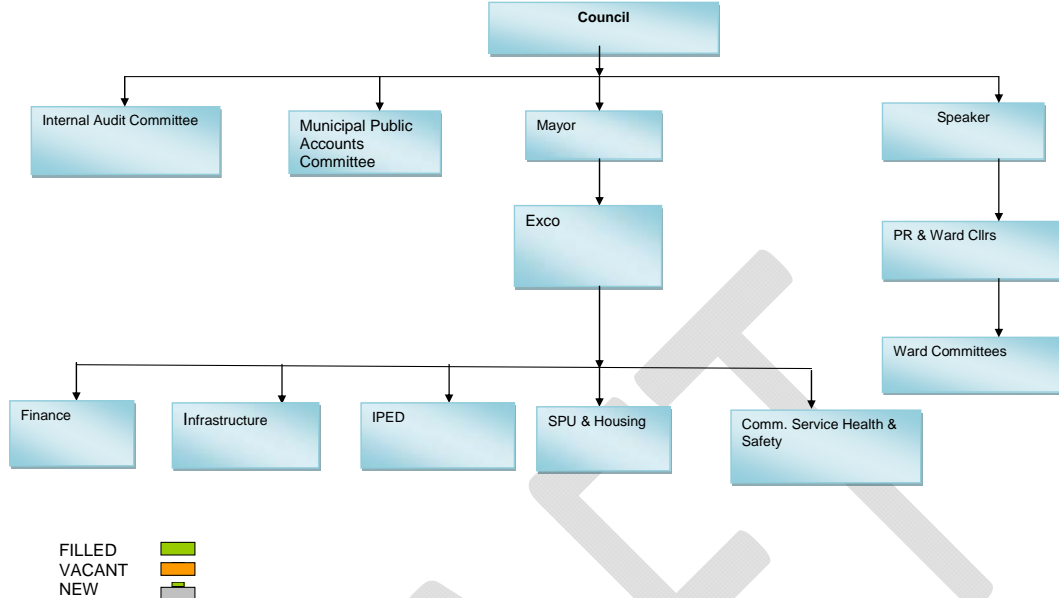 Council
Internal Audit Committee
Municipal Public
Accounts
Committee
Mayor
Speaker
Exco
PR & Ward Cllrs
Ward Committees
Finance
Infrastructure
IPED
SPU & Housing
Comm. Service Health &
Safety
FILLED
VACANT
NEW